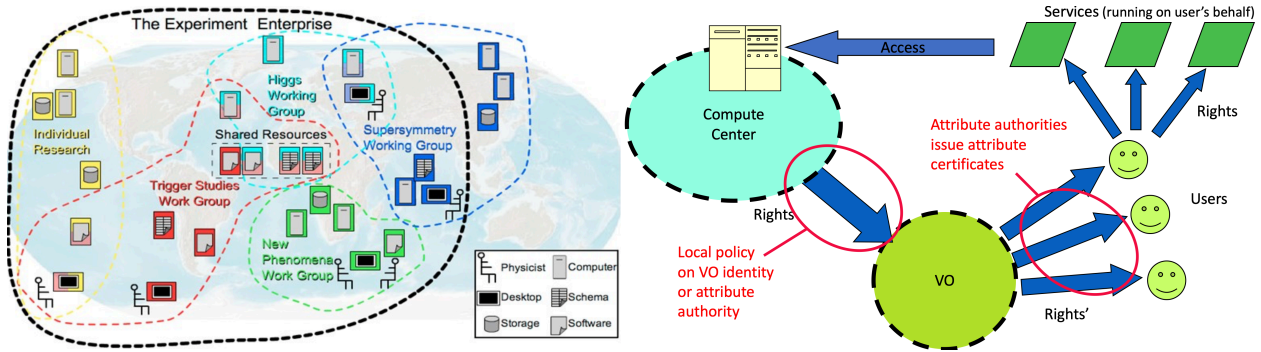 The Experiment Enterprise
Higgs
Working
Group
Individual
Research
Shared Resources
Supersymmetry
Working Group
Trigger Studies
Work Group
New
Phenomena
Work Group
Physicist
Computer
Desktop
Schema
Storage
Software
Services (running on user's behalf)
Access
Compute
Center
Rights
Attribute authorities
issue attribute
certificates
Users
Rights
Local policy
on VO identity
or attribute
authority
VO
Rights'